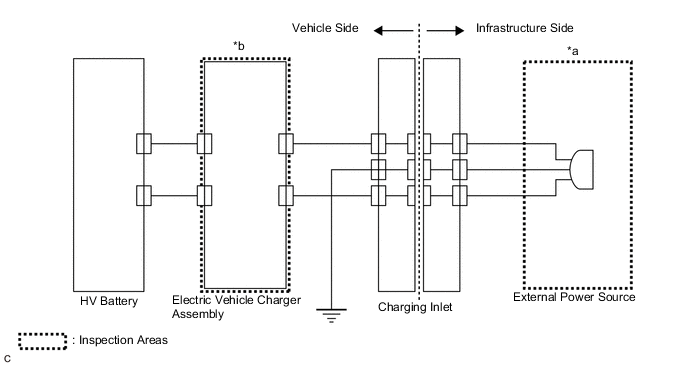 Vehicle Side
Infrastructure Side
*b
*a
HV Battery
Electric Vehicle Charger
Assembly
Charging Inlet
External Power Source
: Inspection Areas
C